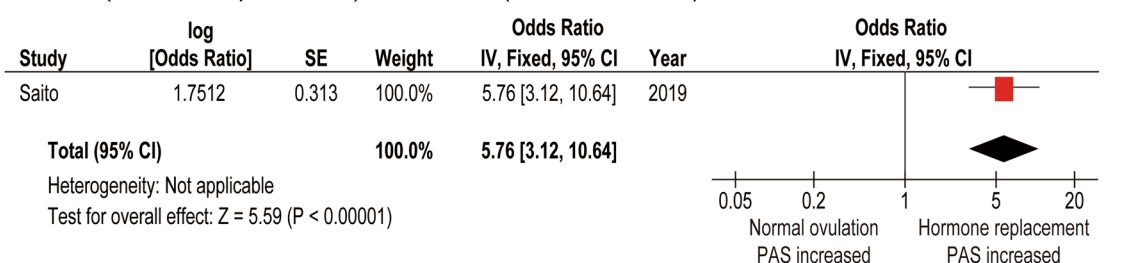 log Odds Ratio Odds Ratio
Study [Odds Ratio] SE Weight IV, Fixed, 95% CI Year IV, Fixed, 95% CI
Saito 1.7512 0.313 100.0% 5.76 [3.12, 10.64] 2019
Total (95% CI) 100.0% 5.76 [3.12, 10.64]
Heterogeneity: Not applicable
Test for overall effect: Z = 5.59 (P < 0.00001)
0.05 0.2 1 5 20
Normal ovulation Hormone replacement
PAS increased PAS increased